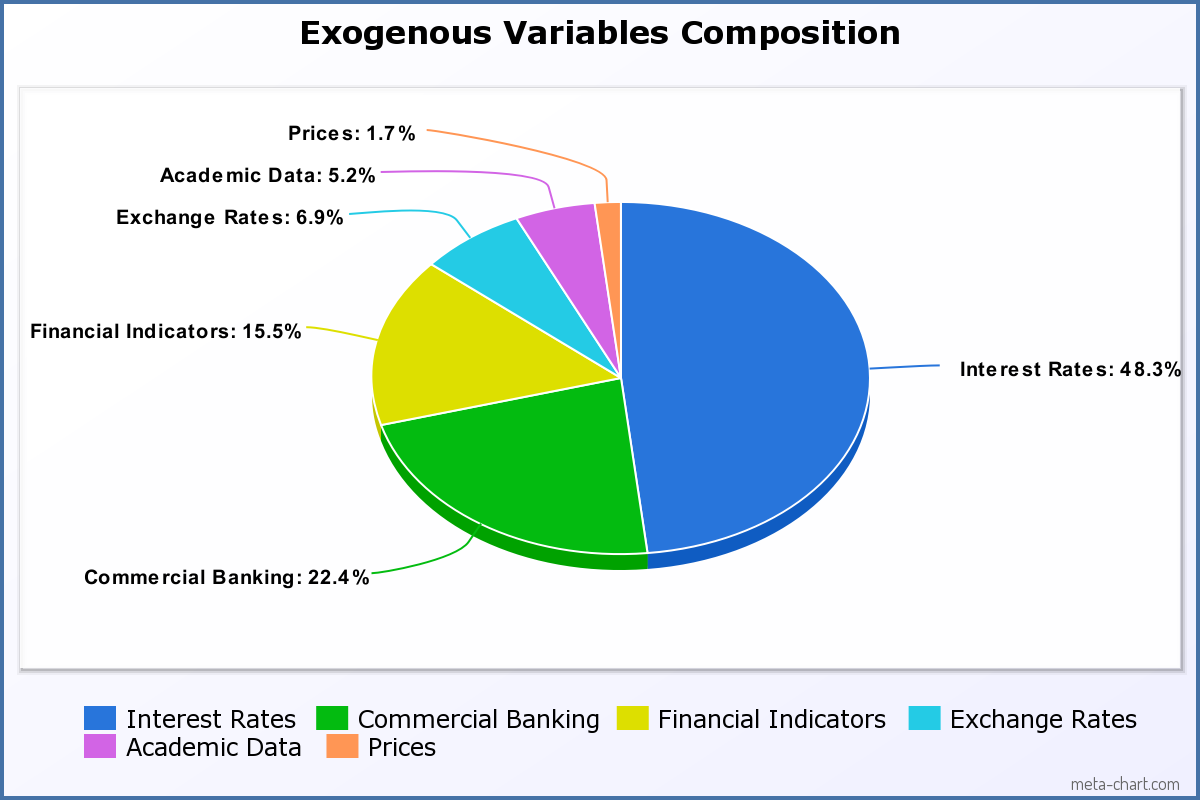 Exogenous Variables Composition
Prices: 1.7%
Academic Data: 5.2%
Exchange Rates: 6.9%
Financial Indicators: 15.5%
Interest Rates: 48.3%
Commercial Banking: 22.4%
Interest Rates Commercial Banking Financial Indicators Exchange Rates
Academic Data Prices
meta-chart.com